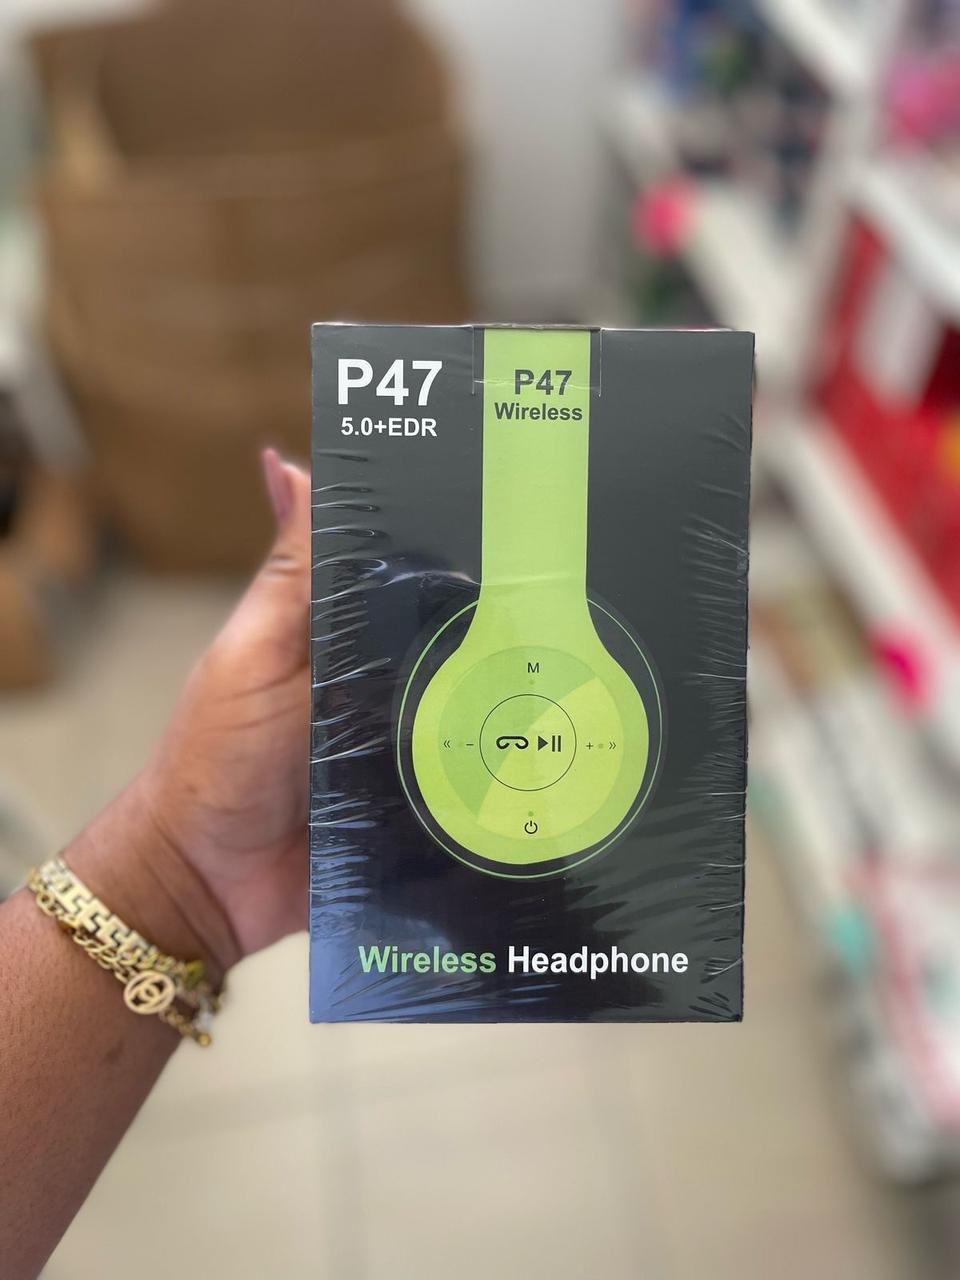 P47
5.0+EDR
P47
Wireless
M
« - + »
Wireless Headphone